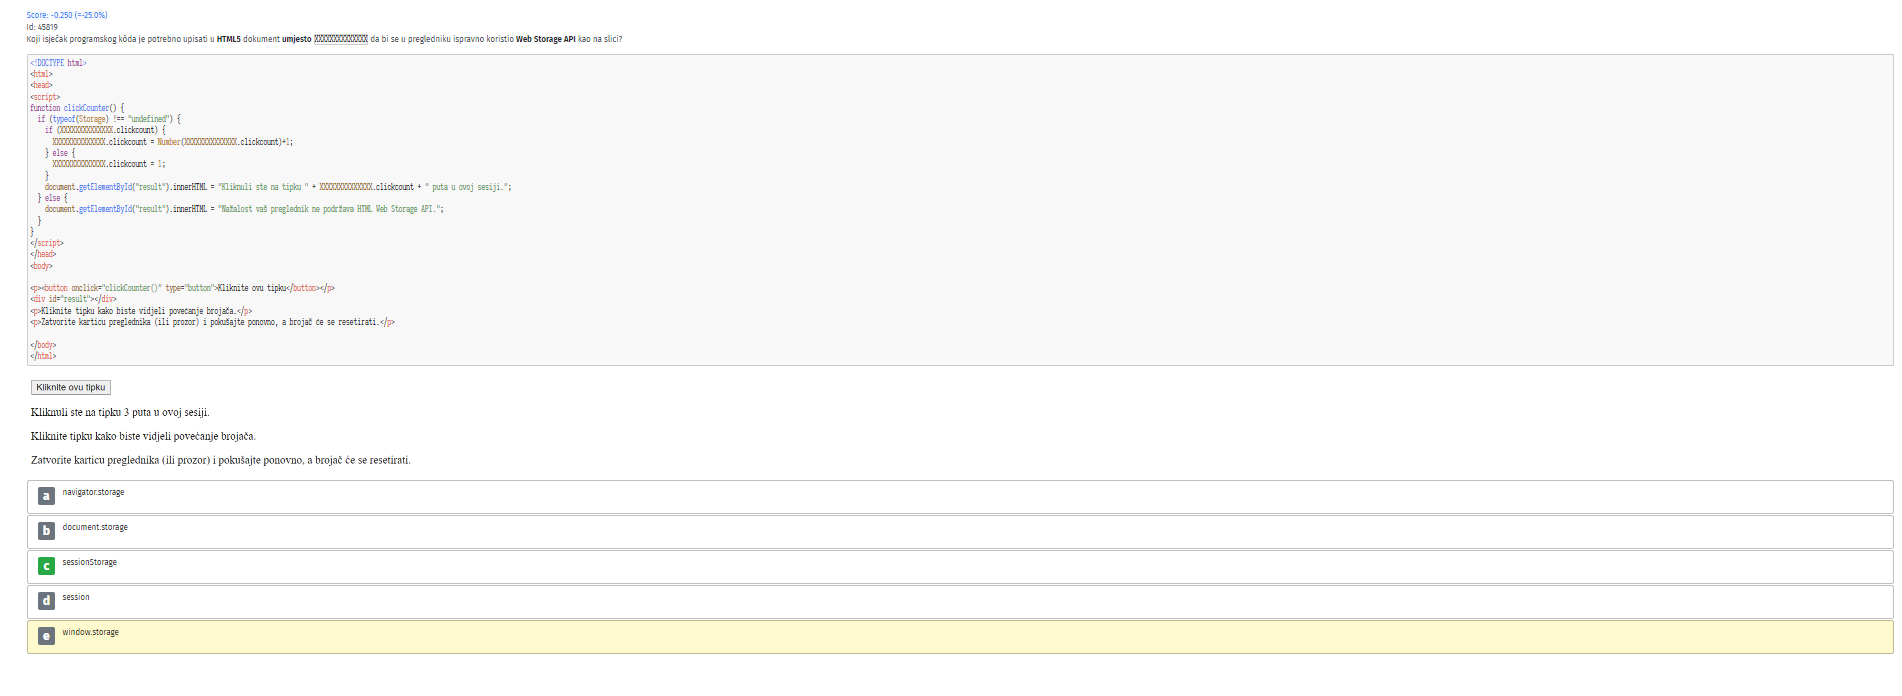 Score: -0.250 (=-25.0%)
Id: 45819
Koji isječak programskog kôda je potrebno upisati u HTML5 dokument umjesto XXXXXXXXXXXXXX da bi se u pregledniku ispravno koristio Web Storage API kao na slici?
<!DOCTYPE html>
<html>
<head>
<script>
function clickCounter() {
  if (typeof(Storage) !== "undefined") {
    if (XXXXXXXXXXXXXX.clickcount) {
      XXXXXXXXXXXXXX.clickcount = Number(XXXXXXXXXXXXXX.clickcount)+1;
    } else {
      XXXXXXXXXXXXXX.clickcount = 1;
    }
    document.getElementById("result").innerHTML = "Kliknuli ste na tipku " + XXXXXXXXXXXXXX.clickcount + " puta u ovoj sesiji.";
  } else {
    document.getElementById("result").innerHTML = "Nažalost vaš preglednik ne podržava HTML Web Storage API.";
  }
}
</script>
</head>
<body>
<p><button onclick="clickCounter()" type="button">Kliknite ovu tipku</button></p>
<div id="result"></div>
<p>Kliknite tipku kako biste vidjeli povećanje brojača.</p>
<p>Zatvorite karticu preglednika (ili prozor) i pokušajte ponovno, a brojač će se resetirati.</p>
</body>
</html>
Kliknite ovu tipku
Kliknuli ste na tipku 3 puta u ovoj sesiji.
Kliknite tipku kako biste vidjeli povećanje brojača.
Zatvorite karticu preglednika (ili prozor) i pokušajte ponovno, a brojač će se resetirati.
a navigator.storage
b document.storage
c sessionStorage
d session
e window.storage